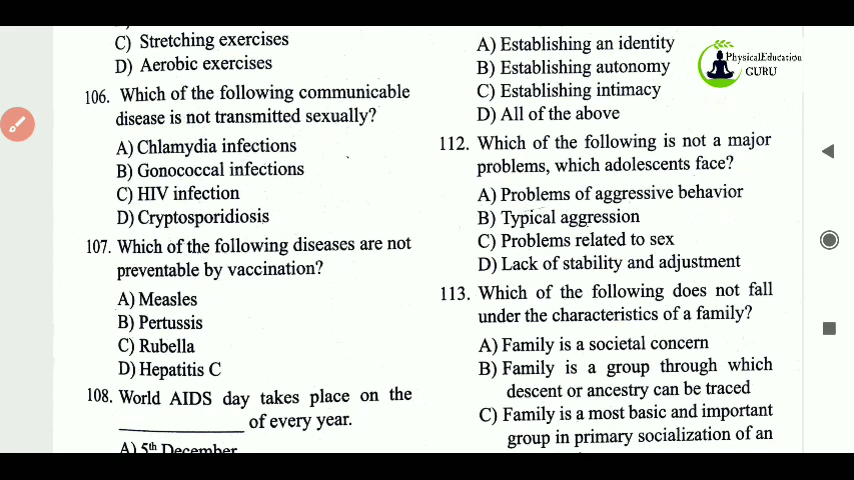 C) Stretching exercises
D) Aerobic exercises
106. Which of the following communicable
disease is not transmitted sexually?
A) Chlamydia infections
B) Gonococcal infections
C) HIV infection
D) Cryptosporidiosis
107. Which of the following diseases are not
preventable by vaccination?
A) Measles
B) Pertussis
C) Rubella
D) Hepatitis C
108. World AIDS day takes place on the
____________ of every year.
A) 5th December
A) Establishing an identity
B) Establishing autonomy
C) Establishing intimacy
D) All of the above
112. Which of the following is not a major
problems, which adolescents face?
A) Problems of aggressive behavior
B) Typical aggression
C) Problems related to sex
D) Lack of stability and adjustment
113. Which of the following does not fall
under the characteristics of a family?
A) Family is a societal concern
B) Family is a group through which
descent or ancestry can be traced
C) Family is a most basic and important
group in primary socialization of an
PhysicalEducation
GURU